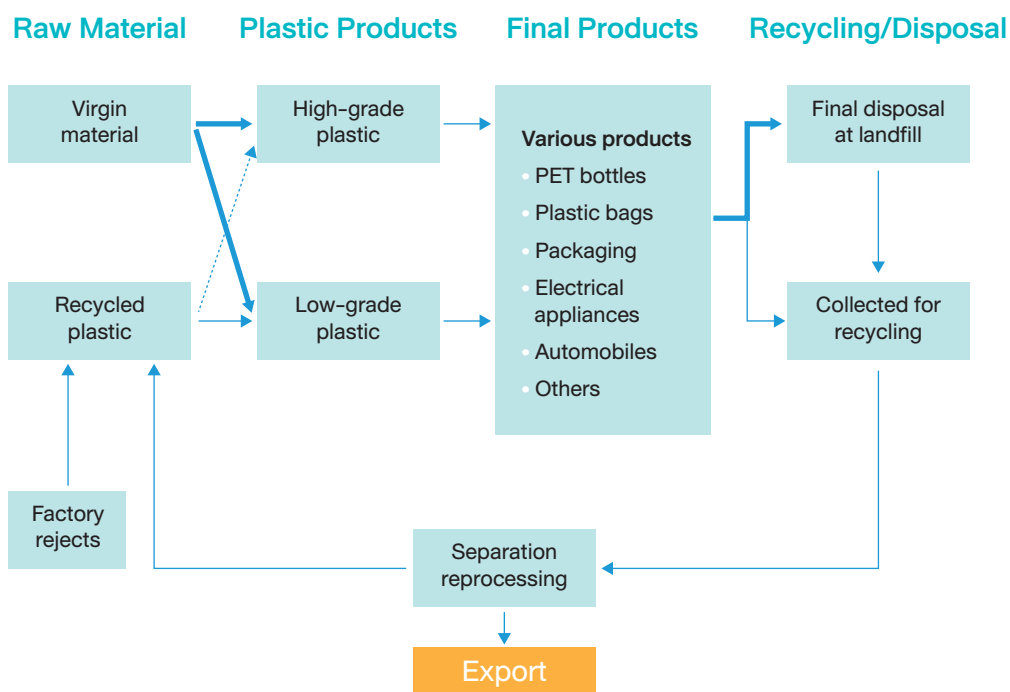 Raw Material
Plastic Products
Final Products
Recycling/Disposal
Virgin
material
High-grade
plastic
Various products
• PET bottles
• Plastic bags
• Packaging
• Electrical
appliances
• Automobiles
• Others
Final disposal
at landfill
Recycled
plastic
Low-grade
plastic
Collected for
recycling
Factory
rejects
Separation
reprocessing
Export